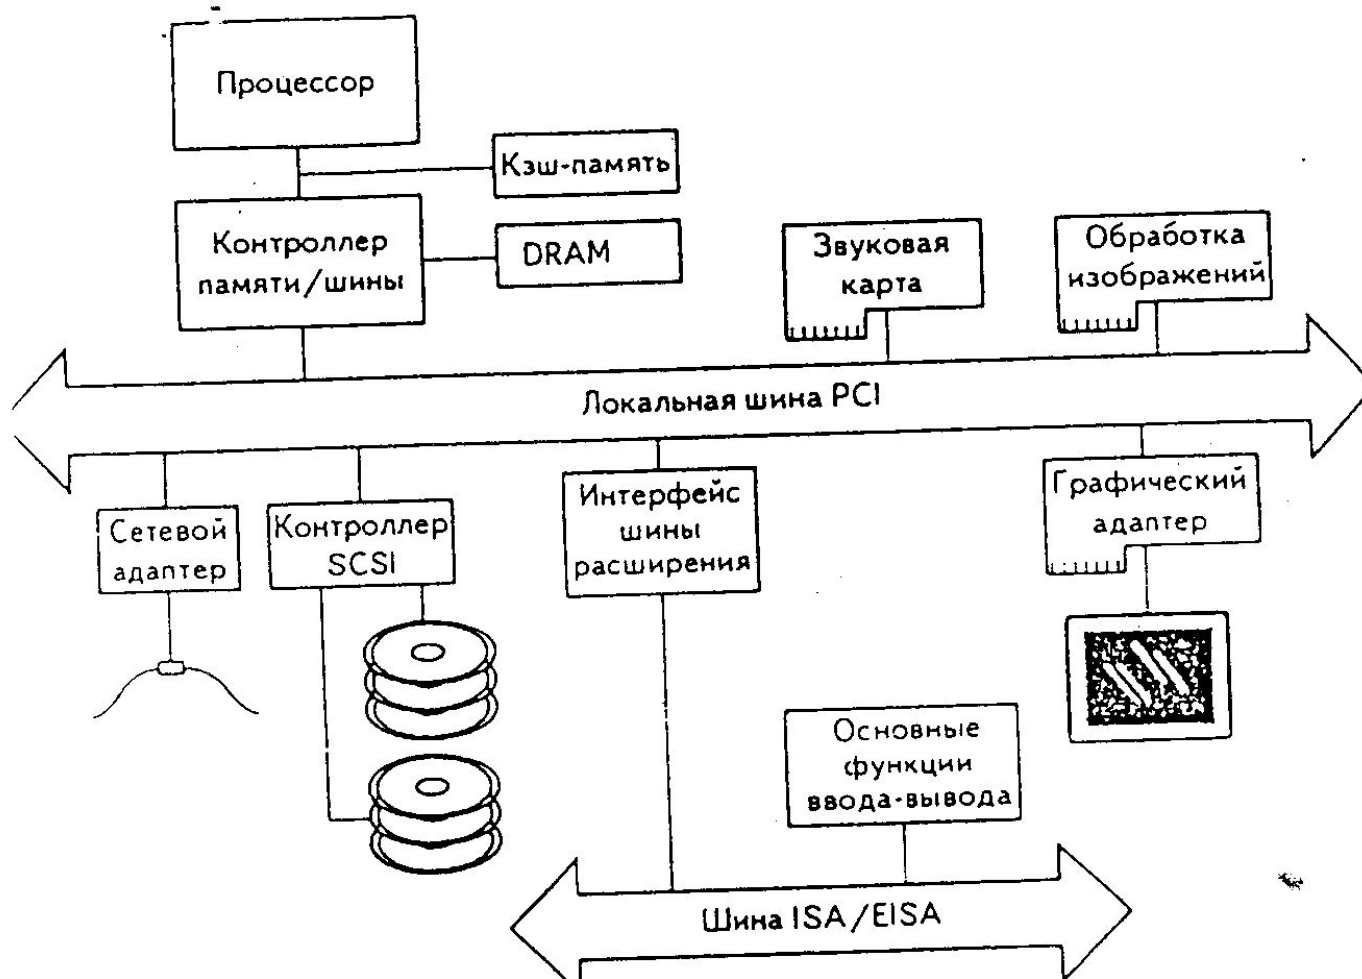 Процессор
Кэш-память
Контроллер
памяти/шины
DRAM
Звуковая
карта
Обработка
изображений
Локальная шина PCI
Сетевой
адаптер
Контроллер
SCSI
Интерфейс
шины
расширения
Графический
адаптер
Основные
функции
ввода-вывода
Шина ISA/EISA